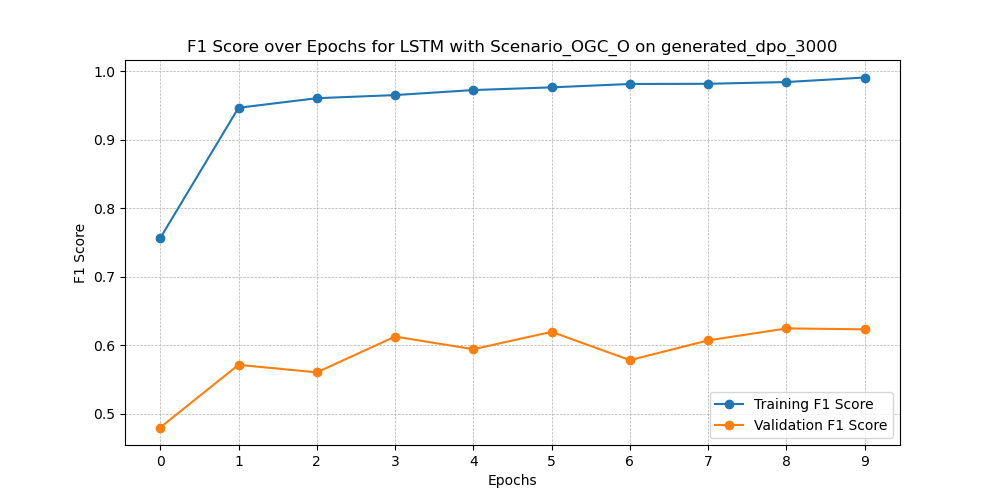 F1 Score over Epochs for LSTM with Scenario_OGC_O on generated_dpo_3000
F1 Score
1.0
0.9
0.8
0.7
0.6
0.5
Training F1 Score
Validation F1 Score
0 1 2 3 4 5 6 7 8 9
Epochs